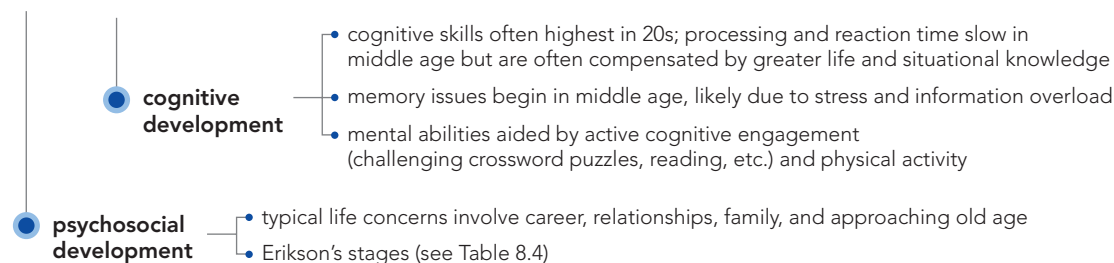 cognitive skills often highest in 20s; processing and reaction time slow in
middle age but are often compensated by greater life and situational knowledge
cognitive
development
memory issues begin in middle age, likely due to stress and information overload
mental abilities aided by active cognitive engagement
(challenging crossword puzzles, reading, etc.) and physical activity
psychosocial
development
typical life concerns involve career, relationships, family, and approaching old age
Erikson’s stages (see Table 8.4)